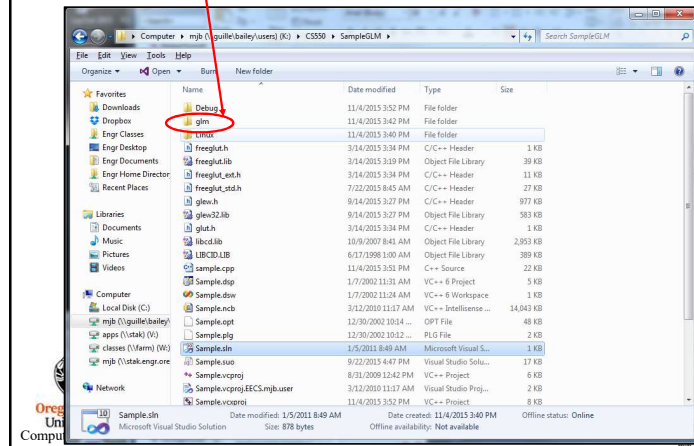 Computer ▸ mjb (\\guille\bailey\users) (K:) ▸ CS550 ▸ SampleGLM ▸ Search SampleGLM
File Edit View Tools Help
Organize Open Burn New folder
Name Date modified Type Size
Favorites
Downloads
Dropbox
Engr Classes
Engr Desktop
Engr Documents
Engr Home Director
Recent Places
Libraries
Documents
Music
Pictures
Videos
Computer
Local Disk (C:)
mjb (\\guille\bailey\
apps (\\stak) (V:)
classes (\\farm) (W:)
mjb (\\stak.engr.ore
Network
Debug 11/4/2015 3:52 PM File folder
glm 11/4/2015 3:42 PM File folder
Linux 11/4/2015 3:40 PM File folder
freeglut.h 3/14/2015 3:34 PM C/C++ Header 1 KB
freeglut.lib 3/14/2015 3:19 PM Object File Library 39 KB
freeglut_ext.h 3/14/2015 3:34 PM C/C++ Header 11 KB
freeglut_std.h 7/22/2015 8:45 AM C/C++ Header 27 KB
glew.h 9/14/2015 3:27 PM C/C++ Header 977 KB
glew32.lib 9/14/2015 3:27 PM Object File Library 583 KB
glut.h 3/14/2015 3:34 PM C/C++ Header 1 KB
libcd.lib 10/9/2007 8:41 AM Object File Library 2,953 KB
LIBCID.LIB 6/17/1998 1:00 AM Object File Library 389 KB
sample.cpp 11/4/2015 3:51 PM C++ Source 22 KB
Sample.dsp 1/7/2002 11:31 AM VC++ 6 Project 5 KB
Sample.dsw 1/7/2002 11:24 AM VC++ 6 Workspace 1 KB
Sample.ncb 3/12/2010 11:17 AM VC++ Intellisense ... 14,043 KB
Sample.opt 12/30/2002 10:14 ... OPT File 48 KB
Sample.plg 12/30/2002 10:12 ... PLG File 2 KB
Sample.sln 1/5/2011 8:49 AM Microsoft Visual S... 1 KB
Sample.suo 9/22/2015 4:47 PM Visual Studio Solu... 17 KB
Sample.vcproj 8/31/2009 12:42 PM VC++ Project 6 KB
Sample.vcproj.EECS.mjb.user 3/12/2010 11:17 AM Visual Studio Proj... 2 KB
Sample.vcxproj 11/4/2015 3:52 PM VC++ Project 8 KB
Sample.sln Date modified: 1/5/2011 8:49 AM Date created: 11/4/2015 3:40 PM Offline status: Online
Microsoft Visual Studio Solution Size: 878 bytes Offline availability: Not available
Oreg
Uni
Comput